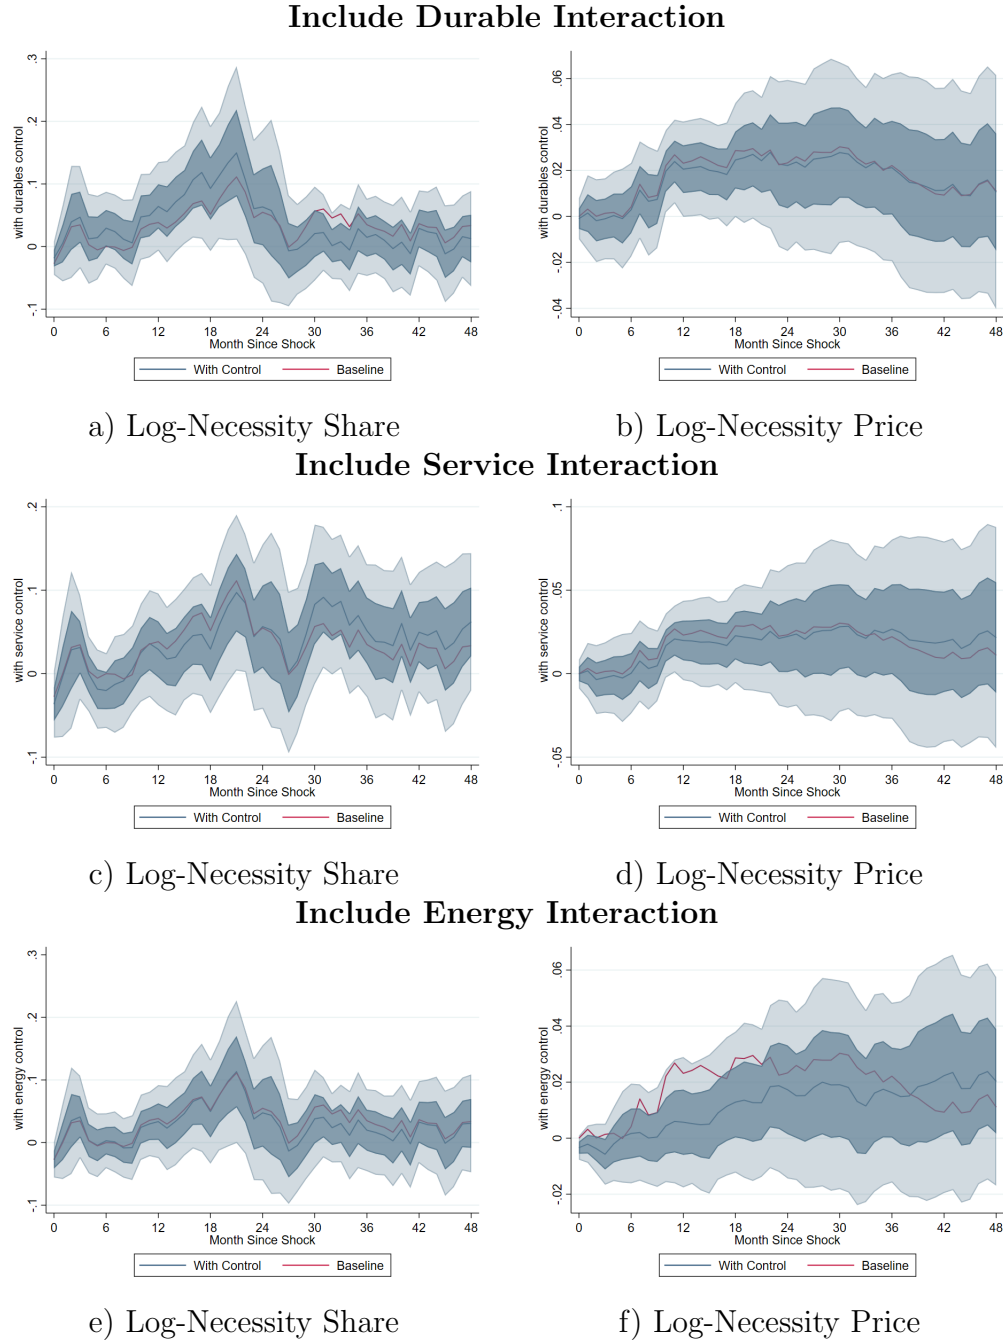 Include Durable Interaction
with durables control
.3
.2
.1
0
-.1
0 6 12 18 24 30 36 42 48
Month Since Shock
With Control Baseline
with durables control
.06
.04
.02
0
-.02
-.04
0 6 12 18 24 30 36 42 48
Month Since Shock
With Control Baseline
a) Log-Necessity Share
b) Log-Necessity Price
Include Service Interaction
with service control
.2
.1
0
-.1
0 6 12 18 24 30 36 42 48
Month Since Shock
With Control Baseline
with service control
.1
.05
0
-.05
0 6 12 18 24 30 36 42 48
Month Since Shock
With Control Baseline
c) Log-Necessity Share
d) Log-Necessity Price
Include Energy Interaction
with energy control
.3
.2
.1
0
-.1
0 6 12 18 24 30 36 42 48
Month Since Shock
With Control Baseline
with energy control
.06
.04
.02
0
-.02
0 6 12 18 24 30 36 42 48
Month Since Shock
With Control Baseline
e) Log-Necessity Share
f) Log-Necessity Price